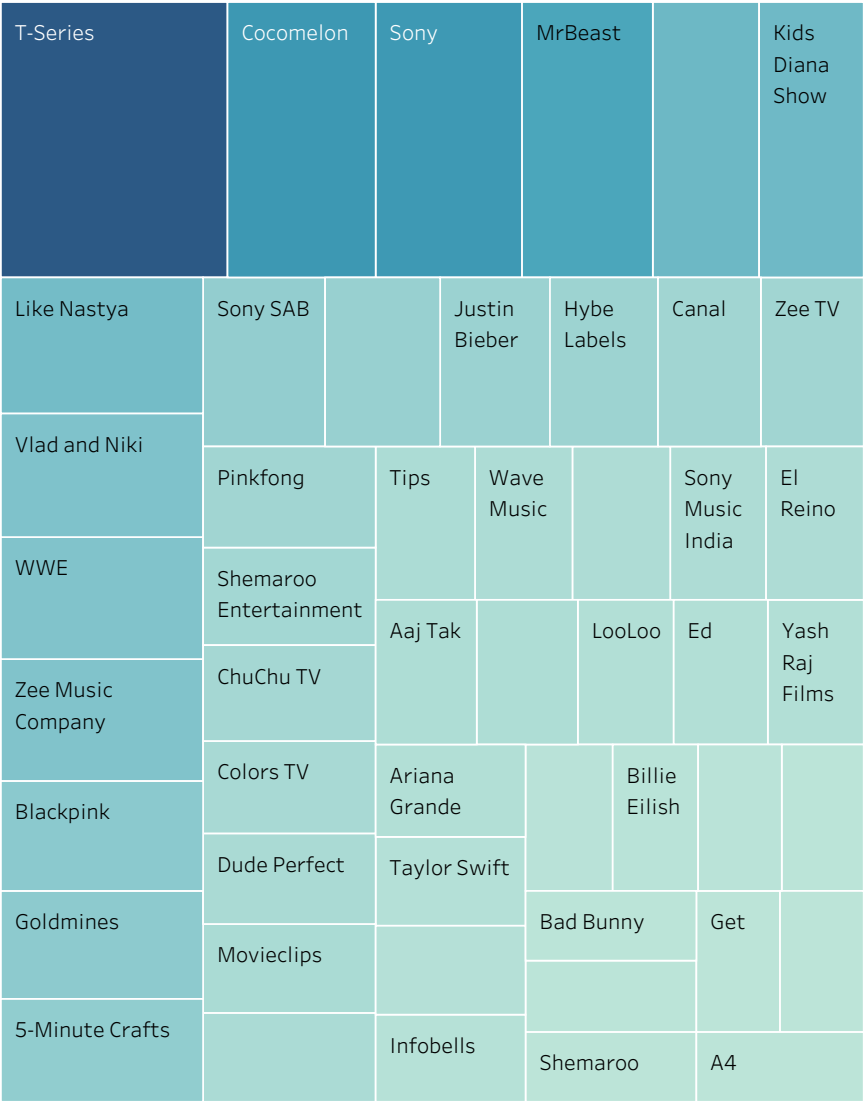 T-Series
Cocomelon
Sony
MrBeast
Kids
Diana
Show
Like Nastya
Vlad and Niki
WWE
Zee Music
Company
Blackpink
Goldmines
5-Minute Crafts
Sony SAB
Justin
Bieber
Hybe
Labels
Canal
Zee TV
Pinkfong
Shemaroo
Entertainment
ChuChu TV
Colors TV
Dude Perfect
Movieclips
Tips
Wave
Music
Sony
Music
India
El
Reino
Aaj Tak
LooLoo
Ed
Yash
Raj
Films
Ariana
Grande
Taylor Swift
Infobells
Billie
Eilish
Bad Bunny
Get
Shemaroo
A4